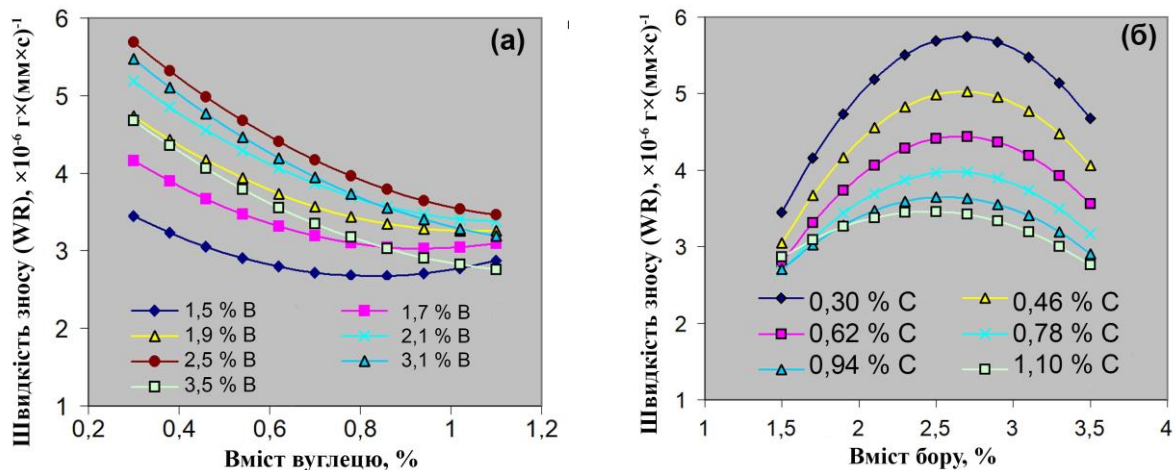 (а)
Швидкість зносу (WR), ×10⁻⁶ г×(мм×с)⁻¹
6
5
4
3
2
1
1,5 % B
1,7 % B
1,9 % B
2,1 % B
2,5 % B
3,1 % B
3,5 % B
0,2
0,4
0,6
0,8
1
1,2
Вміст вуглецю, %
(б)
Швидкість зносу (WR), ×10⁻⁶ г×(мм×с)⁻¹
6
5
4
3
2
1
0,30 % C
0,46 % C
0,62 % C
0,78 % C
0,94 % C
1,10 % C
1
1,5
2
2,5
3
3,5
4
Вміст бору, %